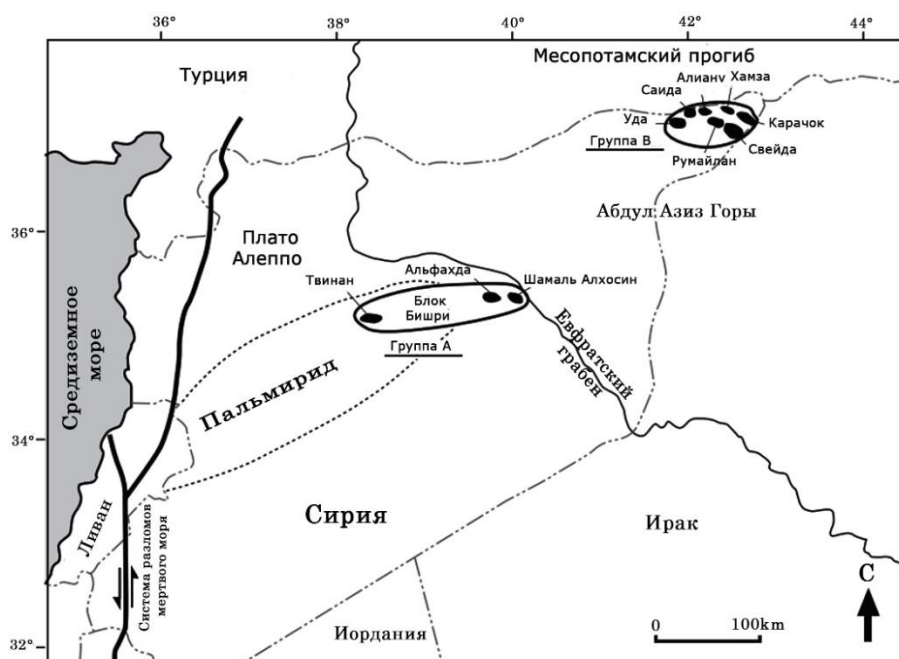 36°
38°
40°
42°
44°
Месопотамский прогиб
Турция
Саида
Алиану
Хамза
Уда
Карачок
Группа В
Румайлан
Свейда
36°
Абдул Азиз Горы
Плато
Алеппо
Твинан
Альфахда
Шамаль Алхосин
Блок
Бишри
Группа А
Евфратский
грабен
Средиземное
море
Пальмирид
34°
Ливан
Сирия
Ирак
Система разломов
мертвого моря
С
0
100km
Иордания
32°